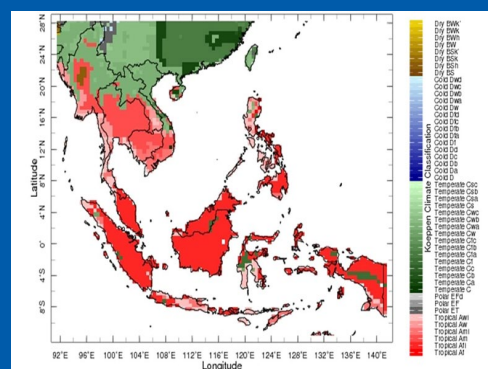 28°N
24°N
20°N
16°N
12°N
8°N
4°N
0°
4°S
8°S
Latitude
92°E 96°E 100°E 104°E 108°E 112°E 116°E 120°E 124°E 128°E 132°E 136°E 140°E
Longitude
Koeppen Climate Classification
Dry BWk'
Dry BWk
Dry BWh
Dry BW
Dry BSk'
Dry BSk
Dry BSh
Dry BS
Cold Dwd
Cold Dwc
Cold Dwb
Cold Dwa
Cold Dw
Cold Dfd
Cold Dfc
Cold Dfb
Cold Dfa
Cold Df
Cold Dd
Cold Dc
Cold Db
Cold Da
Cold D
Temperate Csc
Temperate Csb
Temperate Csa
Temperate Cs
Temperate Cwc
Temperate Cwb
Temperate Cwa
Temperate Cw
Temperate Cfc
Temperate Cfb
Temperate Cfa
Temperate Cf
Temperate Cc
Temperate Cb
Temperate Ca
Temperate C
Polar EF
Polar ET
Tropical Awi
Tropical Aw
Tropical Ami
Tropical Am
Tropical Afi
Tropical Af